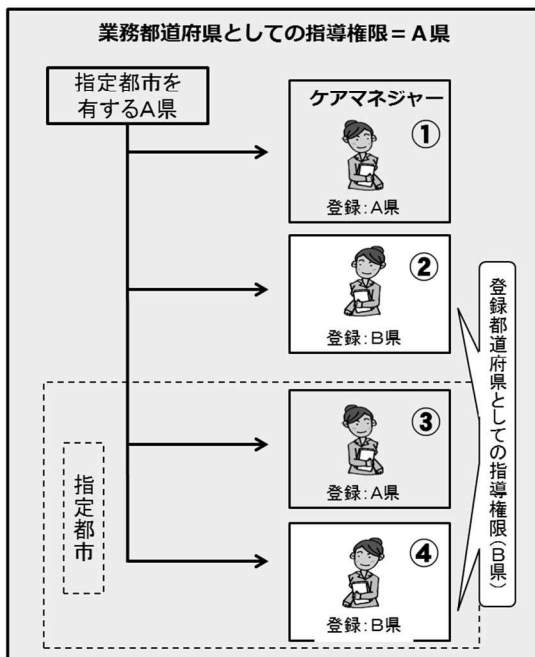 業務都道府県としての指導権限＝Ａ県
指定都市を
有するＡ県
ケアマネジャー
①
登録：Ａ県
②
登録：Ｂ県
③
登録：Ａ県
④
登録：Ｂ県
指定都市
登録都道府県としての指導権限（Ｂ県）